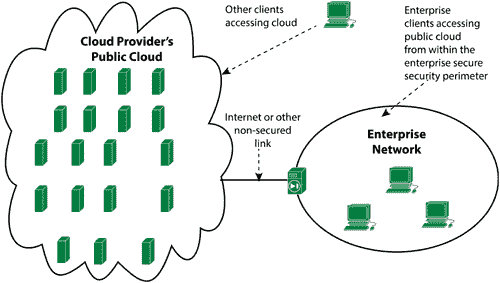 Other clients
accessing cloud
Enterprise
clients accessing
public cloud
from within the
enterprise secure
security perimeter
Cloud Provider's
Public Cloud
Internet or other
non-secured
link
Enterprise
Network